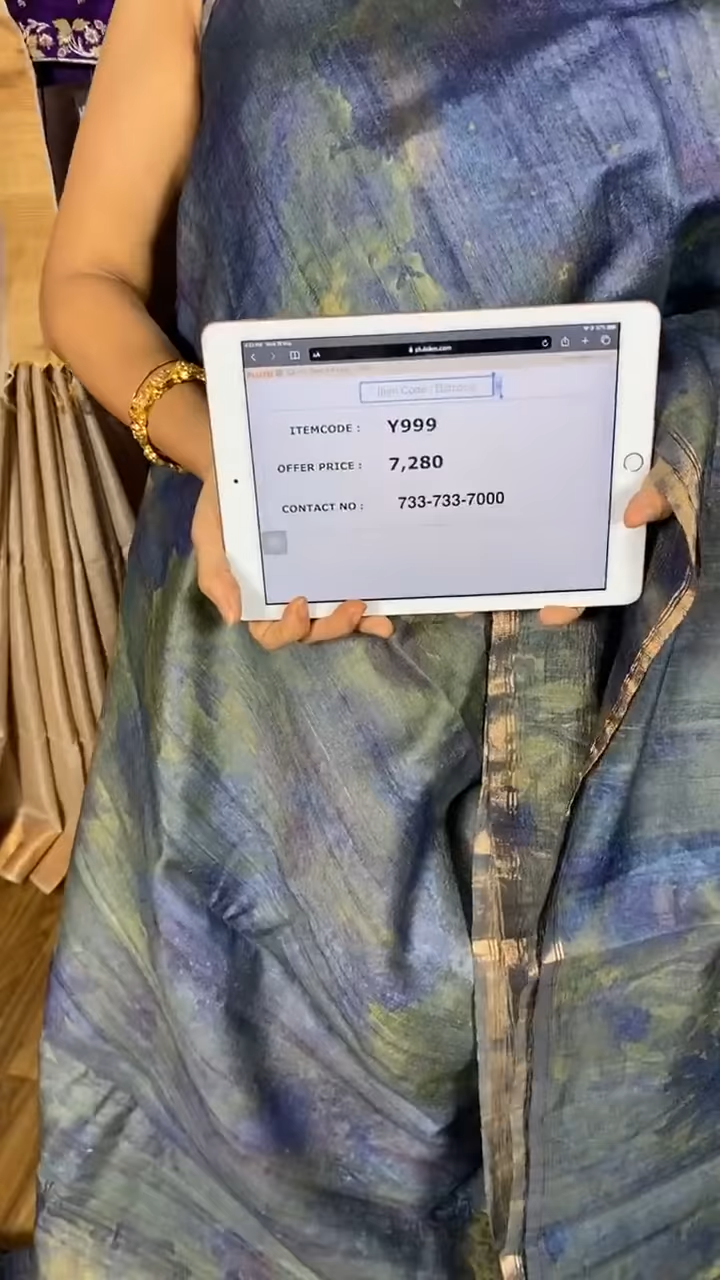 ITEMCODE : Y999
OFFER PRICE : 7,280
CONTACT NO : 733-733-7000